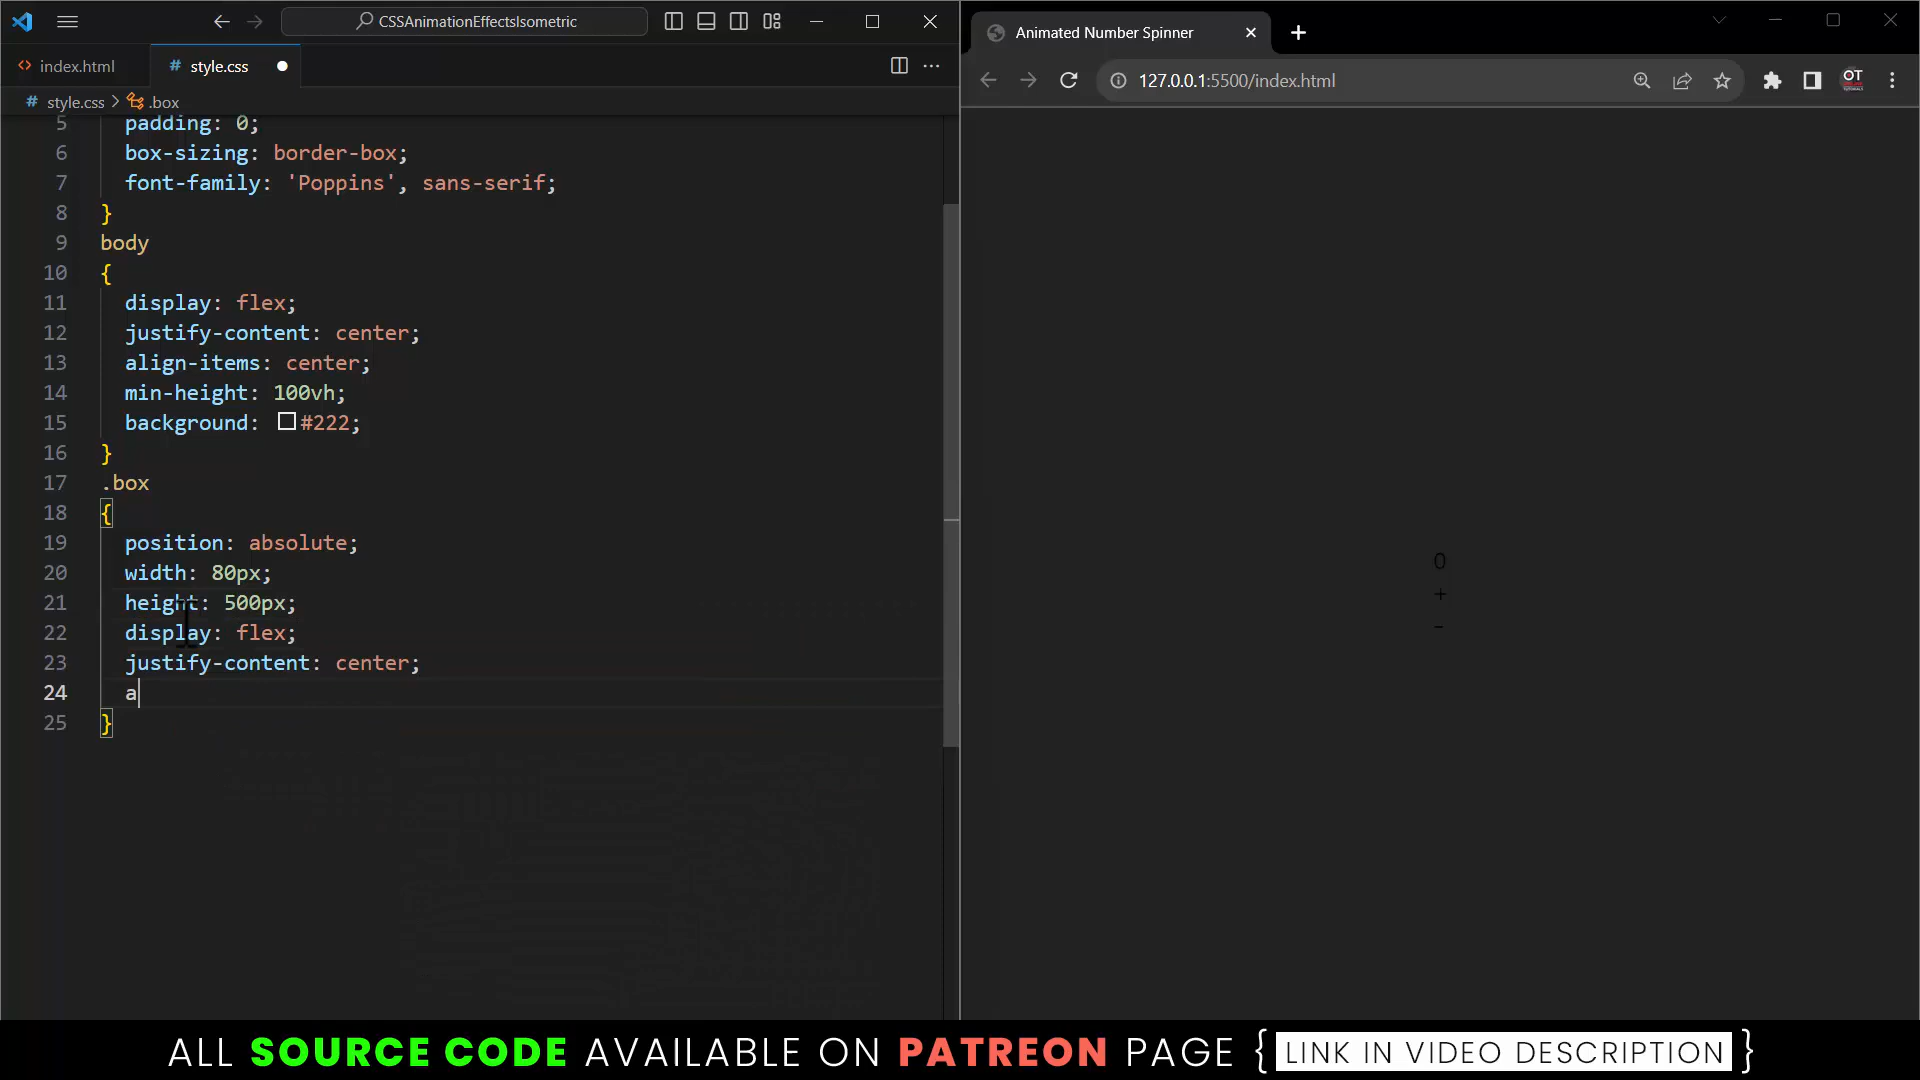 CSSAnimationEffectsIsometric
index.html
style.css
style.css > .box
5 padding: 0;
6 box-sizing: border-box;
7 font-family: 'Poppins', sans-serif;
8 }
9 body
10 {
11 display: flex;
12 justify-content: center;
13 align-items: center;
14 min-height: 100vh;
15 background: #222;
16 }
17 .box
18 {
19 position: absolute;
20 width: 80px;
21 height: 500px;
22 display: flex;
23 justify-content: center;
24 a
25 }
Animated Number Spinner
127.0.0.1:5500/index.html
OT
0
+
-
ALL SOURCE CODE AVAILABLE ON PATREON PAGE { LINK IN VIDEO DESCRIPTION }